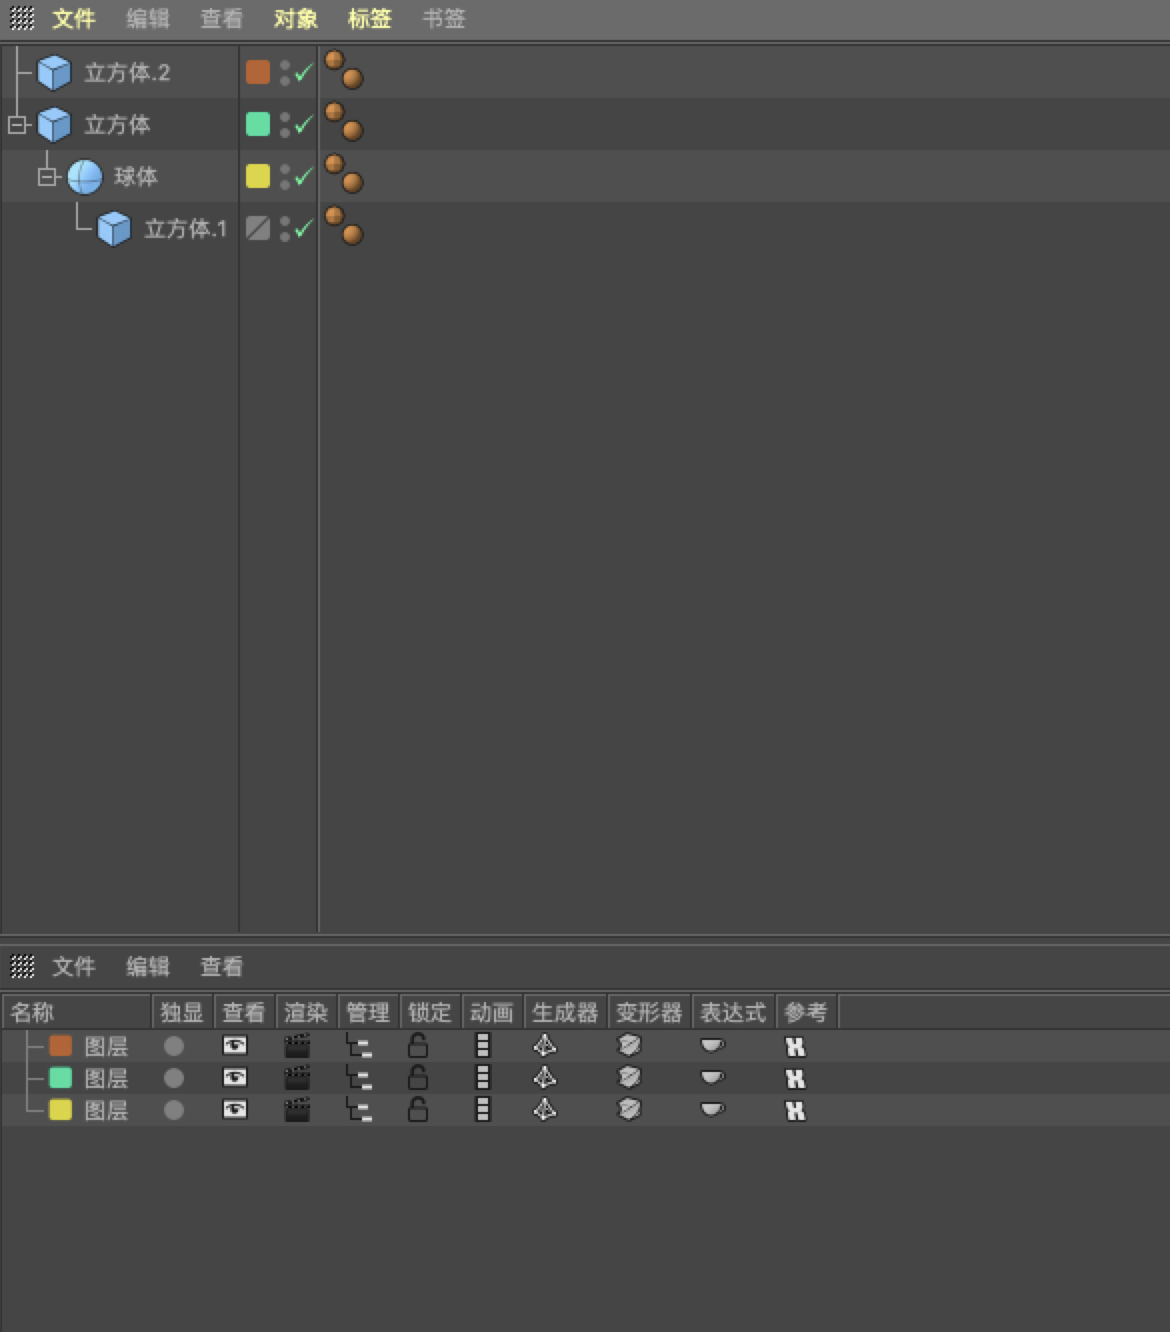 文件 编辑 查看 对象 标签 书签
立方体.2
立方体
球体
立方体.1
文件 编辑 查看
名称 独显 查看 渲染 管理 锁定 动画 生成器 变形器 表达式 参考
图层
图层
图层